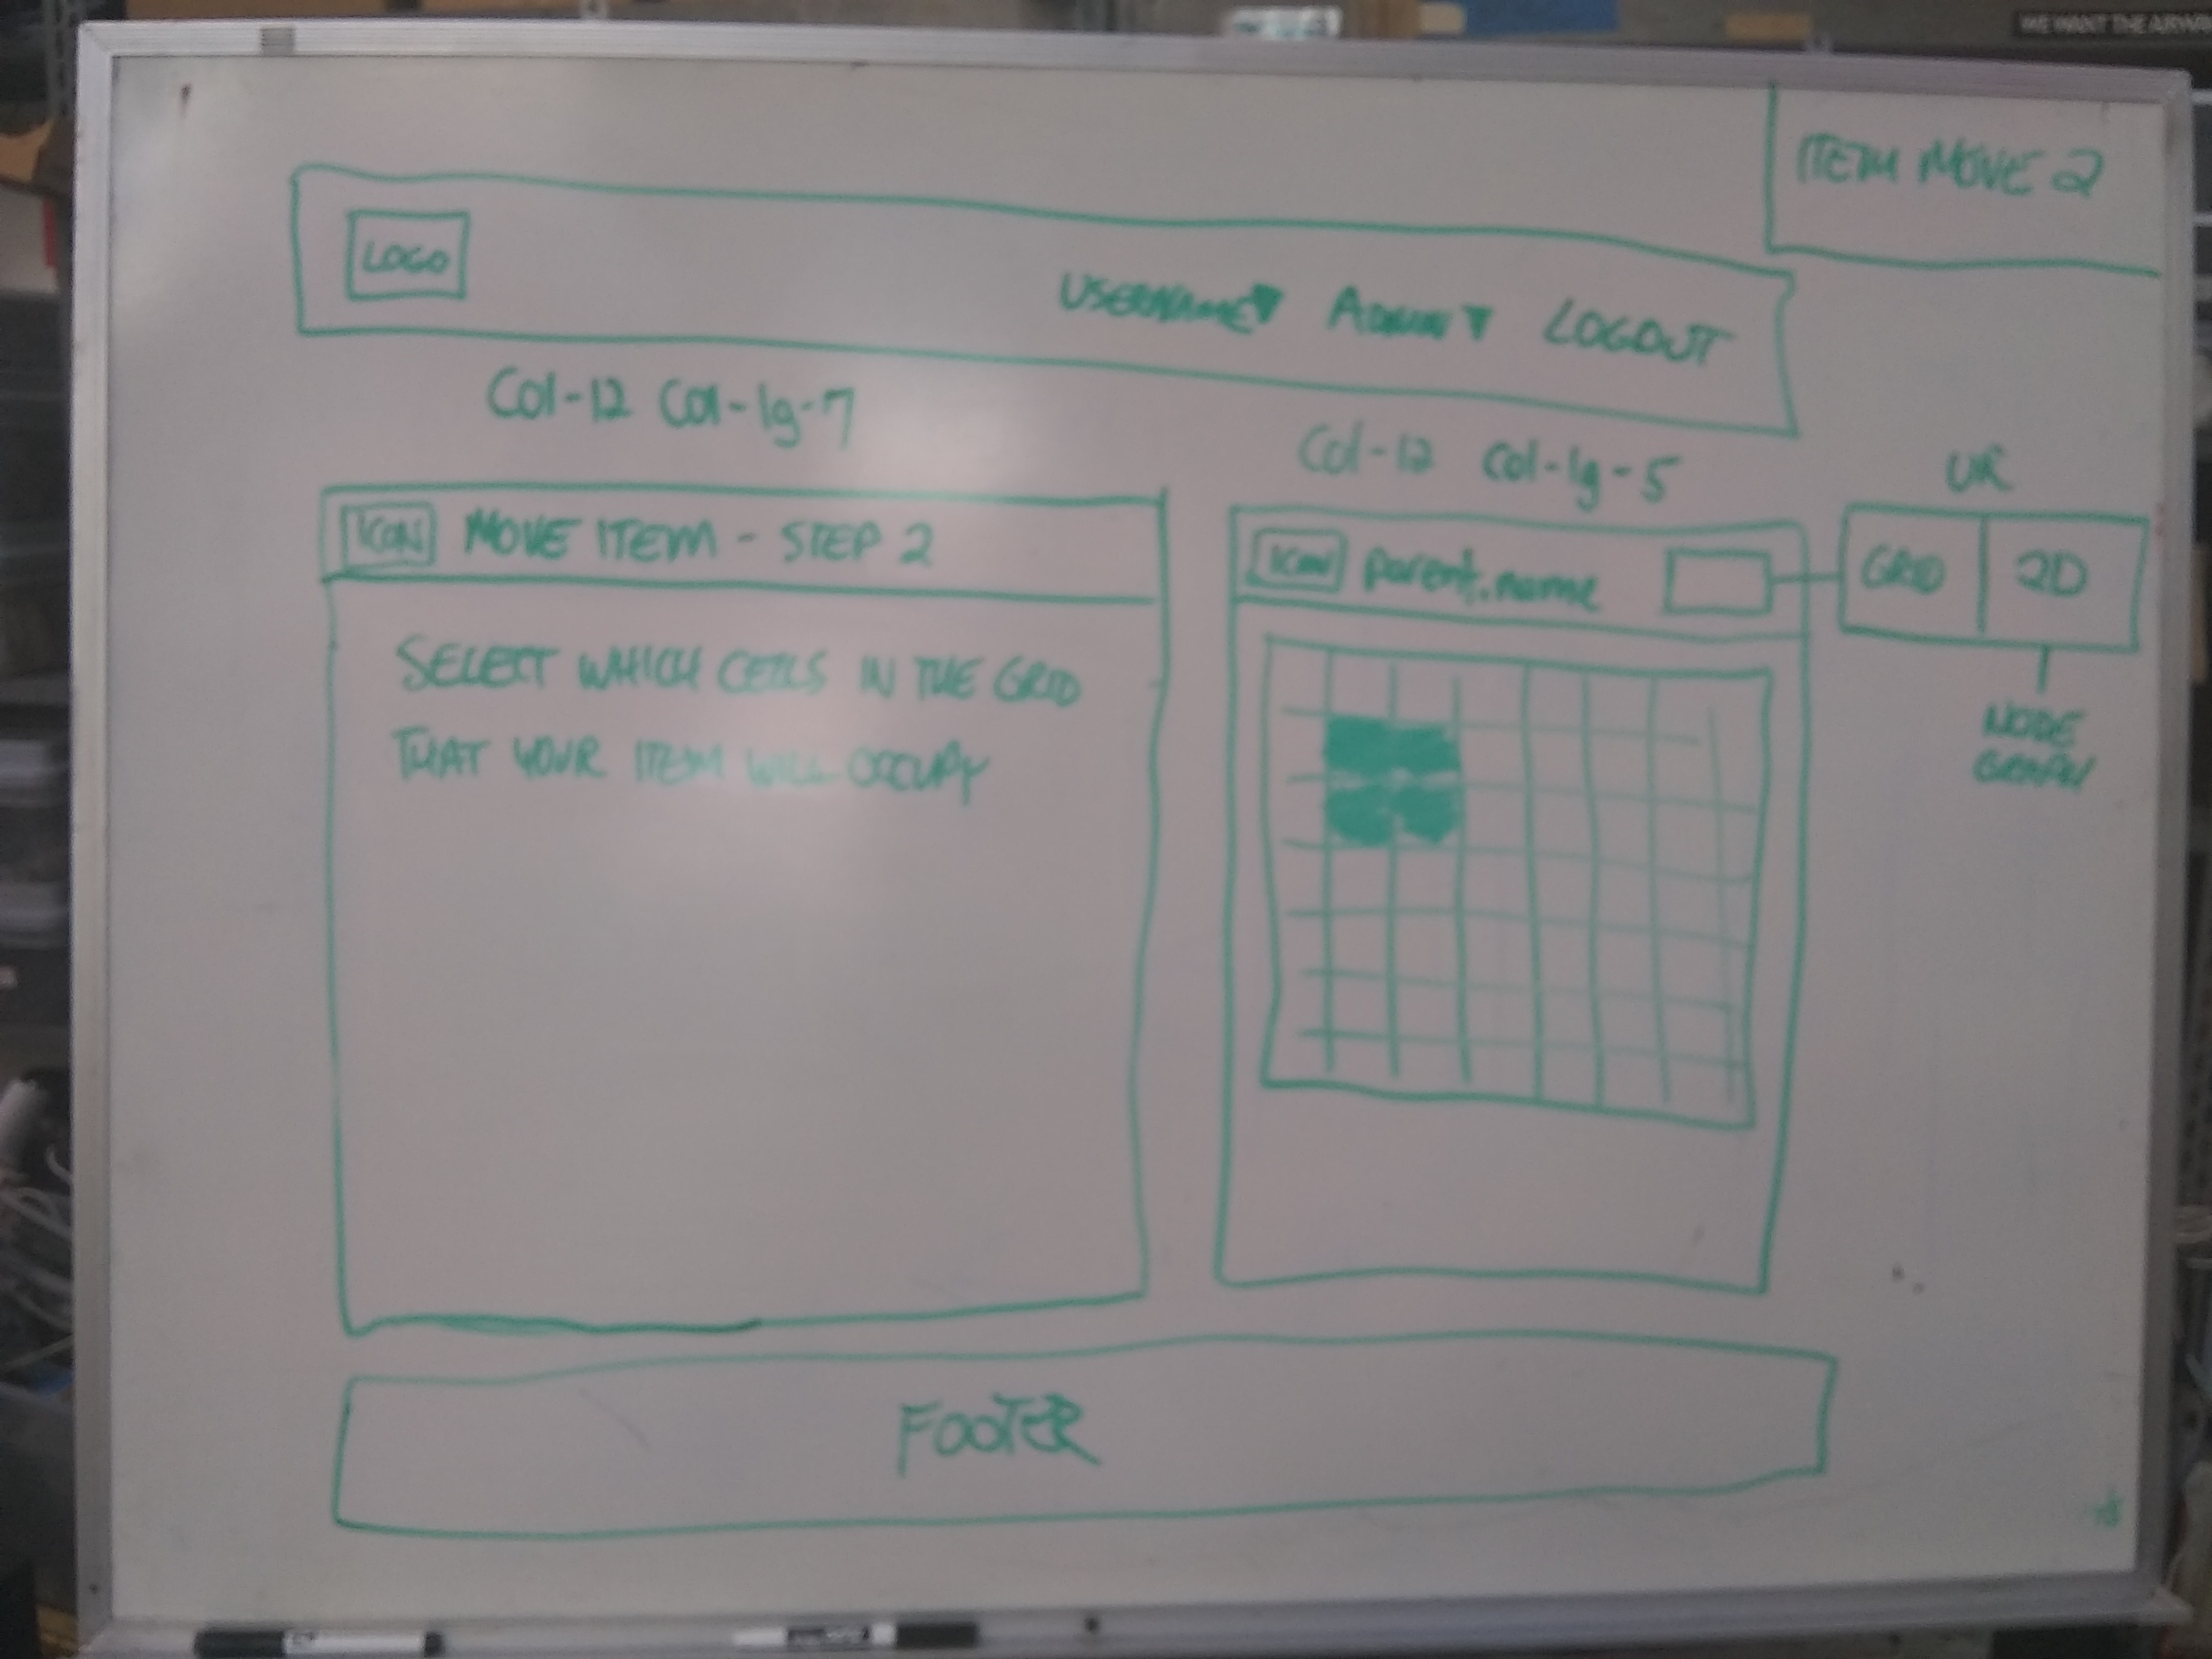 WE WANT THE AIRWA
ITEM MOVE 2
LOGO
USERNAME▼ ADMIN▼ LOGOUT
Col-12 Col-lg-7
Col-12 Col-lg-5
ICON MOVE ITEM - STEP 2
ICON parent.name
GRID 2D
NODE
GRAPH
SELECT WHICH CELLS IN THE GRID
THAT YOUR ITEM WILL OCCUPY
FOOTER